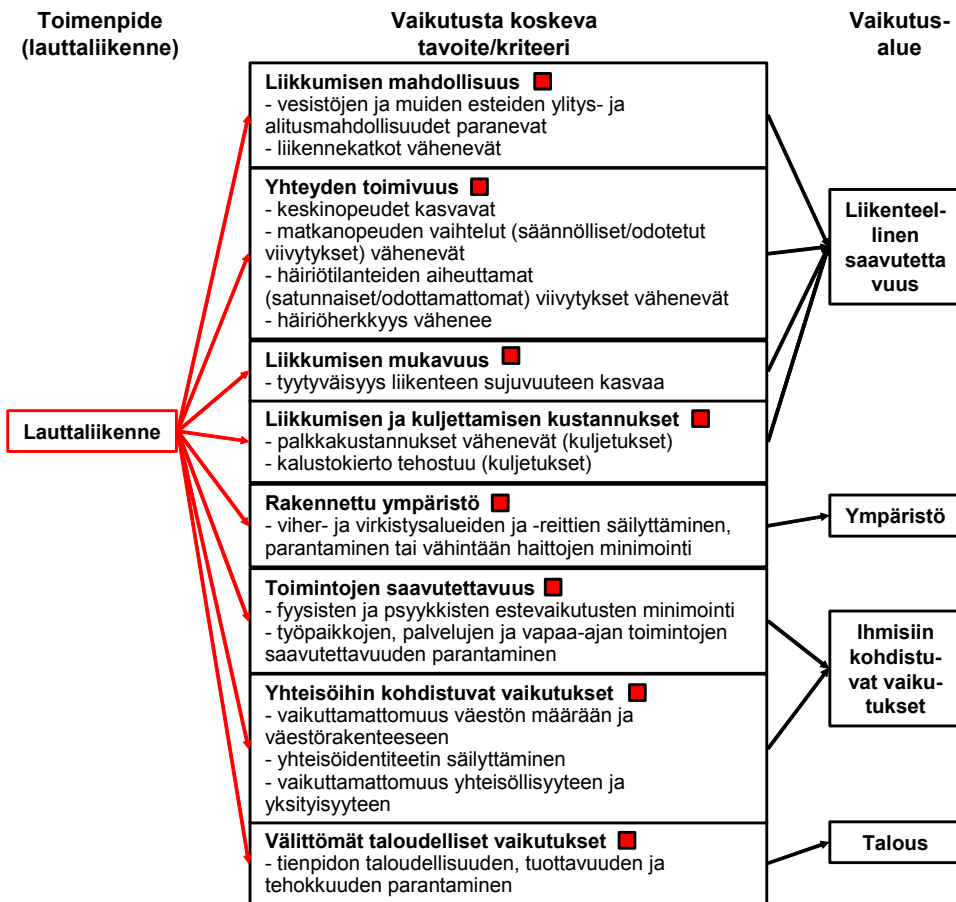 Toimenpide
(lauttaliikenne)
Vaikutusta koskeva
tavoite/kriteeri
Vaikutus-
alue
Lauttaliikenne
Liikkumisen mahdollisuus
- vesistöjen ja muiden esteiden ylitys- ja
alitusmahdollisuudet paranevat
- liikennekatkot vähenevät
Yhteyden toimivuus
- keskinopeudet kasvavat
- matkanopeuden vaihtelut (säännölliset/odotetut
viivytykset) vähenevät
- häiriötilanteiden aiheuttamat
(satunnaiset/odottamattomat) viivytykset vähenevät
- häiriöherkkyys vähenee
Liikkumisen mukavuus
- tyytyväisyys liikenteen sujuvuuteen kasvaa
Liikkumisen ja kuljettamisen kustannukset
- palkkakustannukset vähenevät (kuljetukset)
- kalustokierto tehostuu (kuljetukset)
Rakennettu ympäristö
- viher- ja virkistysalueiden ja -reittien säilyttäminen,
parantaminen tai vähintään haittojen minimointi
Toimintojen saavutettavuus
- fyysisten ja psyykkisten estevaikutusten minimointi
- työpaikkojen, palvelujen ja vapaa-ajan toimintojen
saavutettavuuden parantaminen
Yhteisöihin kohdistuvat vaikutukset
- vaikuttamattomuus väestön määrään ja
väestörakenteeseen
- yhteisöidentiteetin säilyttäminen
- vaikuttamattomuus yhteisöllisyyteen ja
yksityisyyteen
Välittömät taloudelliset vaikutukset
- tienpidon taloudellisuuden, tuottavuuden ja
tehokkuuden parantaminen
Liikenteel-
linen
saavutetta
vuus
Ympäristö
Ihmisiin
kohdistu-
vat vaiku-
tukset
Talous